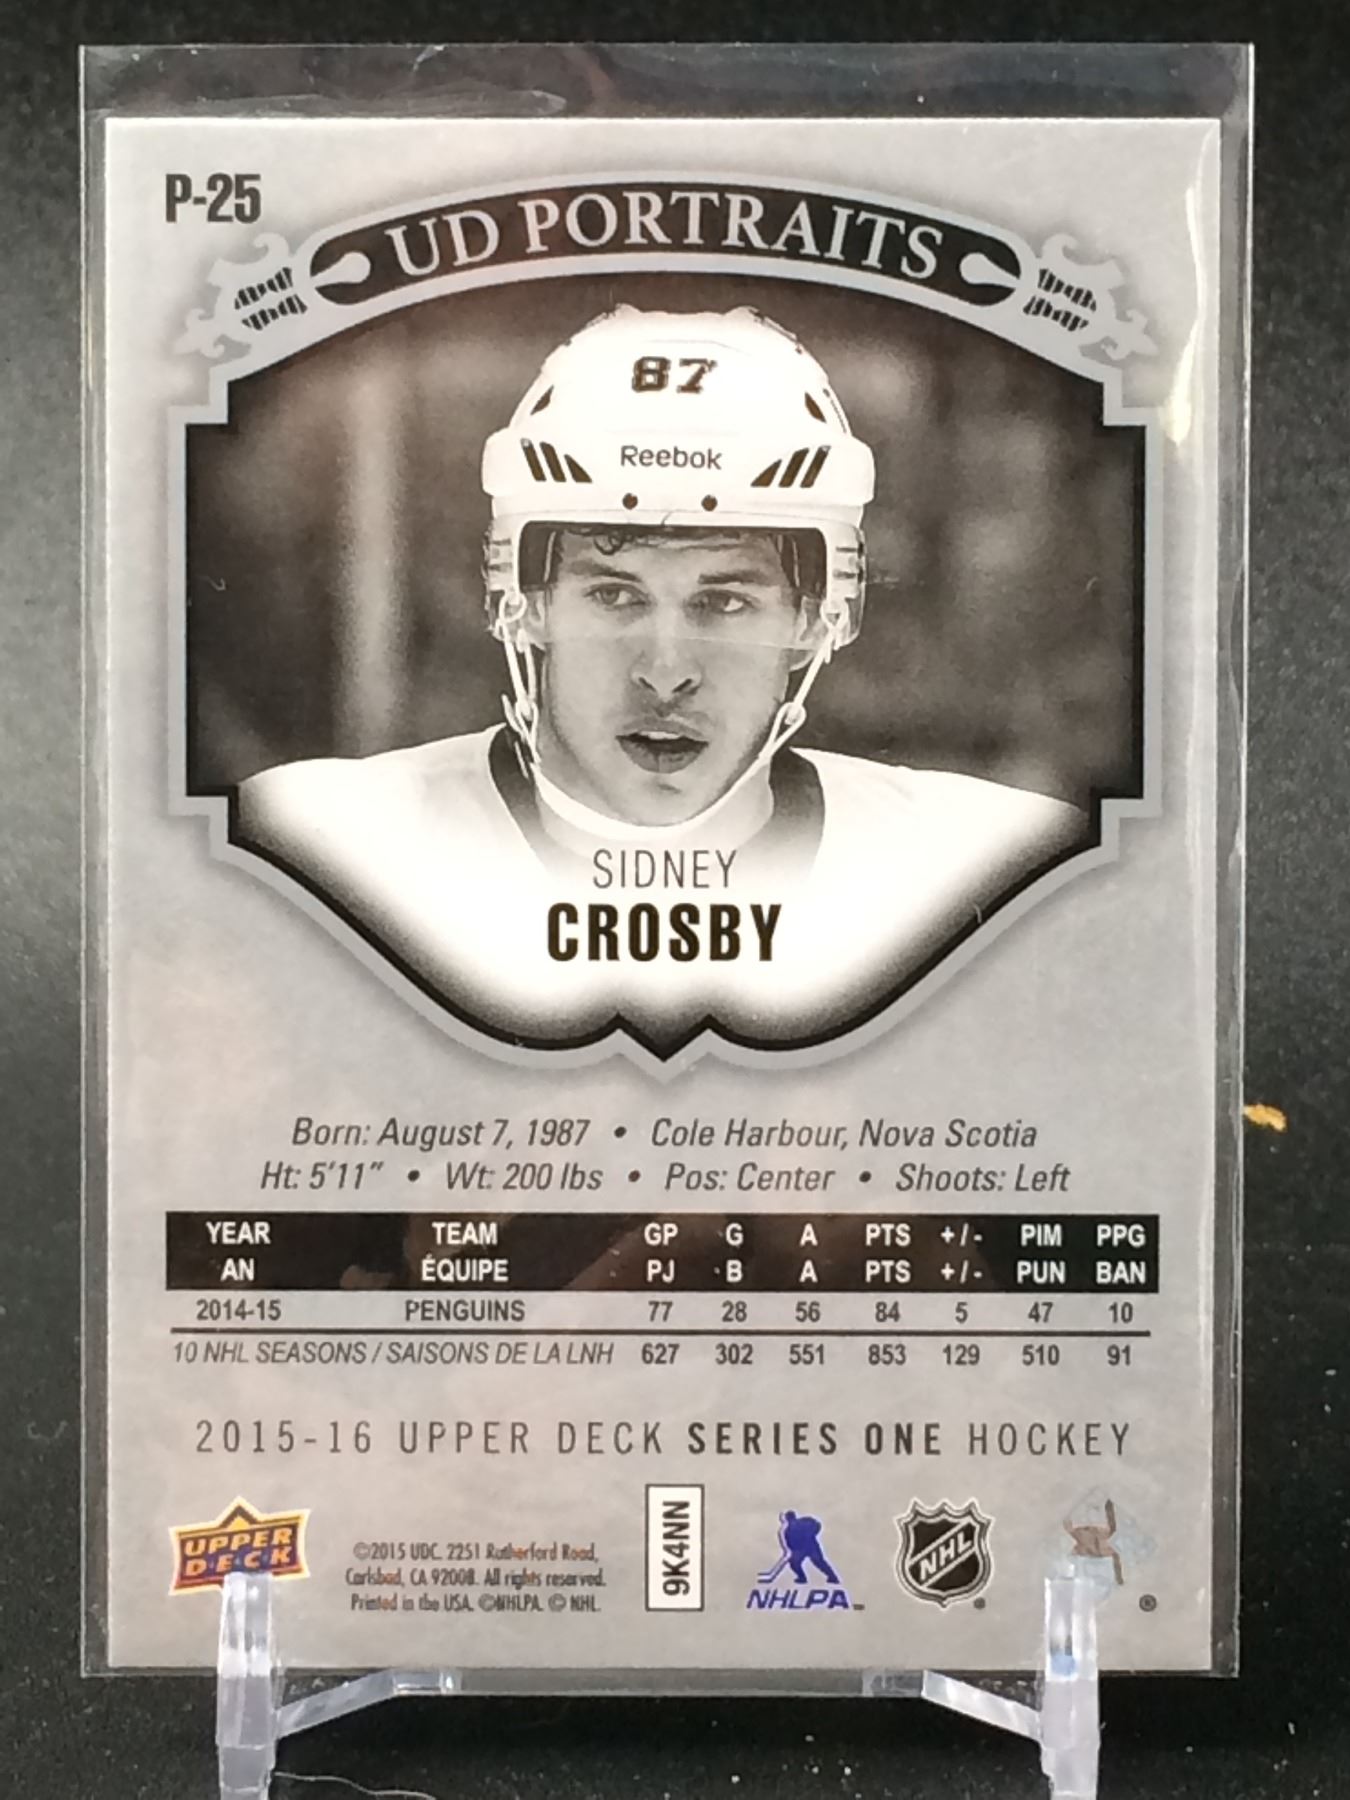 P-25
UD PORTRAITS
87
Reebok
SIDNEY
CROSBY
Born: August 7, 1987 • Cole Harbour, Nova Scotia
Ht: 5'11" • Wt: 200 lbs • Pos: Center • Shoots: Left
YEAR TEAM GP G A PTS +/- PIM PPG
AN ÉQUIPE PJ B A PTS +/- PUN BAN
2014-15 PENGUINS 77 28 56 84 5 47 10
10 NHL SEASONS / SAISONS DE LA LNH 627 302 551 853 129 510 91
2015-16 UPPER DECK SERIES ONE HOCKEY
UPPER
DECK
©2015 UDC. 2251 Rutherford Road,
Carlsbad, CA 92008. All rights reserved.
Printed in the USA. ©NHLPA. © NHL.
9K4NN
NHLPA™
NHL
®
®